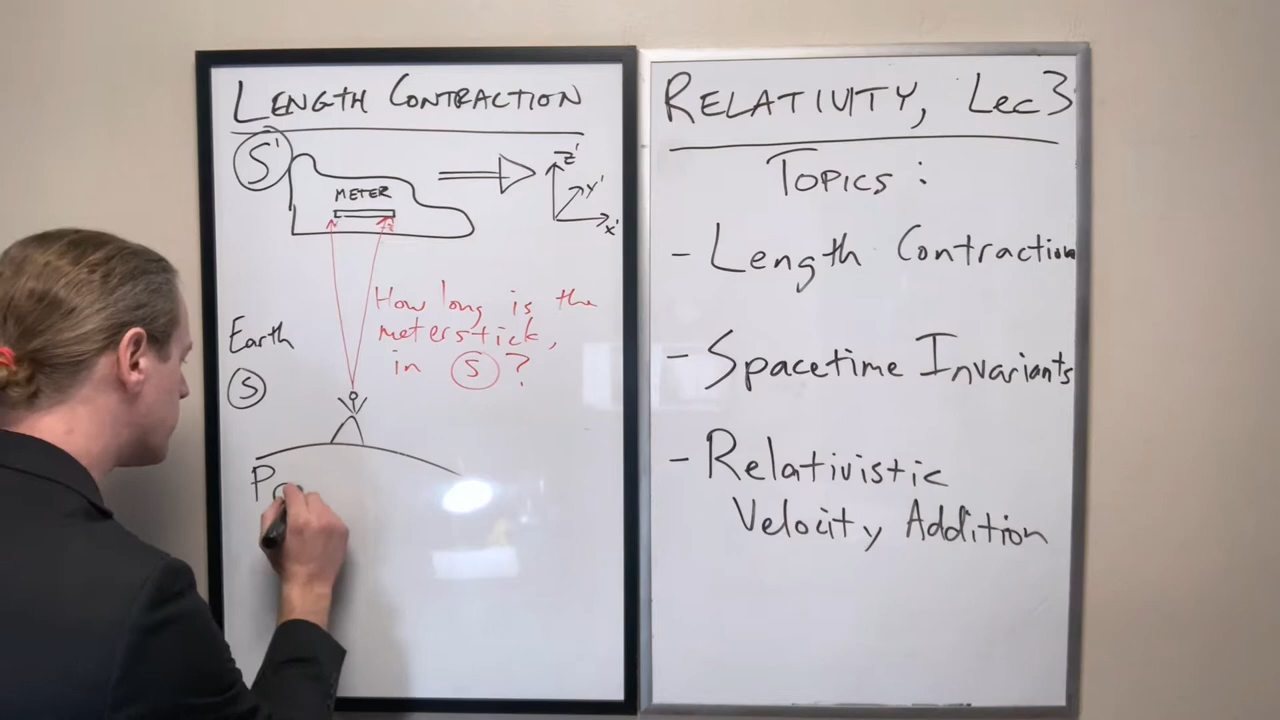 LENGTH CONTRACTION
S'
METER
z'
y'
x'
How long is the
meterstick,
in S ?
Earth
S
P
RELATIVITY, Lec 3
TOPICS :
- Length Contraction
- Spacetime Invariants
- Relativistic
Velocity Addition